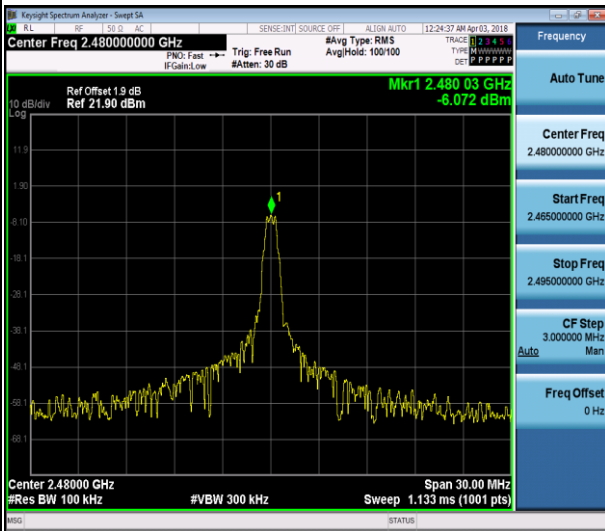 Keysight Spectrum Analyzer - Swept SA
RL RF 50 Ω AC SENSE:INT SOURCE OFF ALIGN AUTO 12:24:37 AM Apr 03, 2018
Center Freq 2.480000000 GHz
PNO: Fast
IFGain:Low
Trig: Free Run
#Atten: 30 dB
#Avg Type: RMS
Avg|Hold: 100/100
TRACE 1 2 3 4 5 6
TYPE M WWWWW
DET P P P P P P
Ref Offset 1.9 dB
10 dB/div Ref 21.90 dBm
Log
Mkr1 2.480 03 GHz
-6.072 dBm
11.9
1.90
-8.10
-18.1
-28.1
-38.1
-48.1
-58.1
-68.1
1
Center 2.48000 GHz Span 30.00 MHz
#Res BW 100 kHz #VBW 300 kHz Sweep 1.133 ms (1001 pts)
MSG STATUS
Frequency
Auto Tune
Center Freq
2.480000000 GHz
Start Freq
2.465000000 GHz
Stop Freq
2.495000000 GHz
CF Step
3.000000 MHz
Auto Man
Freq Offset
0 Hz